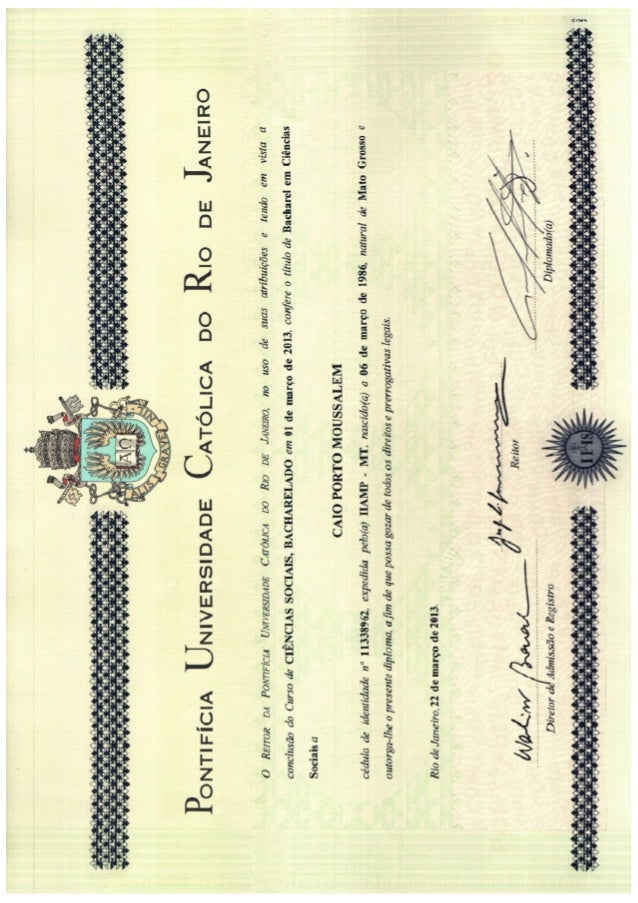 PONTIFÍCIA UNIVERSIDADE CATÓLICA DO RIO DE JANEIRO
O REITOR DA PONTIFÍCIA UNIVERSIDADE CATÓLICA DO RIO DE JANEIRO, no uso de suas atribuições e tendo em vista a
conclusão do Curso de CIÊNCIAS SOCIAIS, BACHARELADO em 01 de março de 2013, confere o título de Bacharel em Ciências
Sociais a
CAIO PORTO MOUSSALEM
cédula de identidade nº 11338962, expedida pelo(a) IIAMP - MT, nascido(a) a 06 de março de 1986, natural de Mato Grosso e
outorga-lhe o presente diploma, a fim de que possa gozar de todos os direitos e prerrogativas legais.
Rio de Janeiro, 22 de março de 2013.
Diretor de Admissão e Registro
Reitor
Diplomado(a)